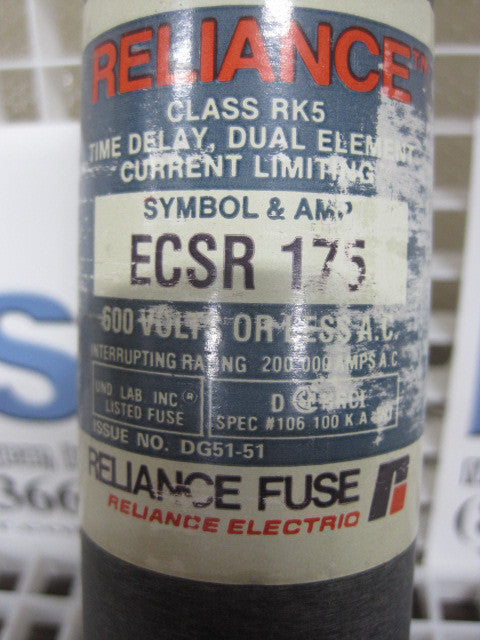 RELIANCE
CLASS RK5
TIME DELAY, DUAL ELEMENT
CURRENT LIMITING
SYMBOL & AMP
ECSR 175
600 VOLTS OR LESS A.C.
INTERRUPTING RATING 200,000 AMPS A C
UND LAB INC ®
LISTED FUSE
D
SPEC #106 100 K A
ISSUE NO. DG51-51
RELIANCE FUSE
RELIANCE ELECTRIC
S
366